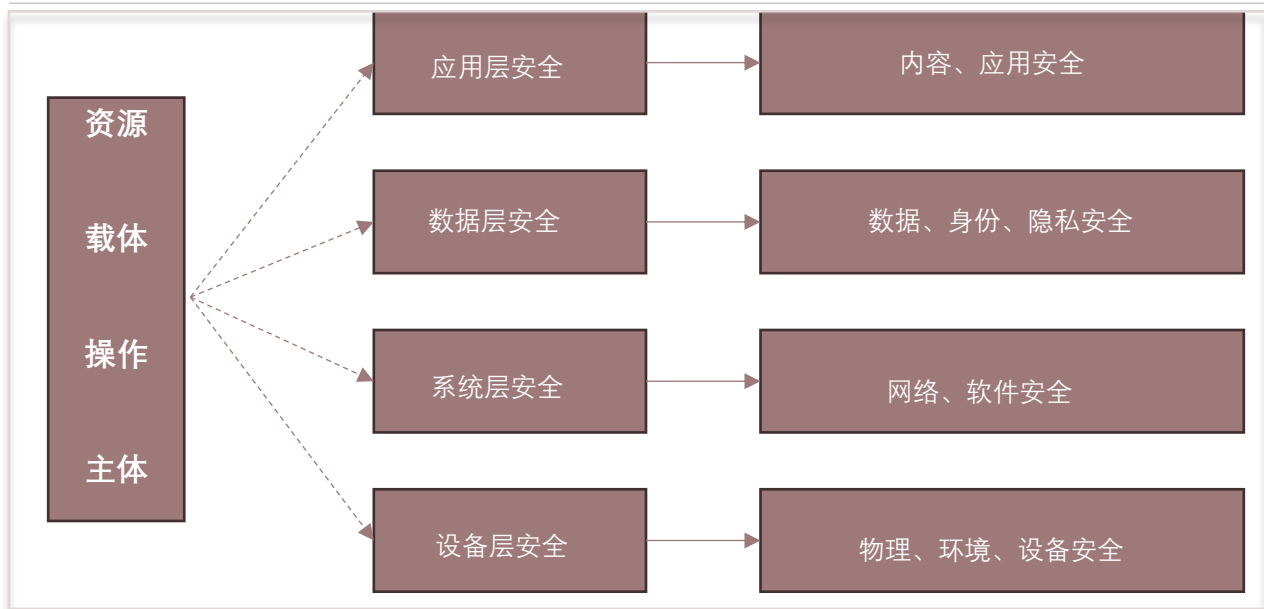 资源
载体
操作
主体
应用层安全
内容、应用安全
数据层安全
数据、身份、隐私安全
系统层安全
网络、软件安全
设备层安全
物理、环境、设备安全